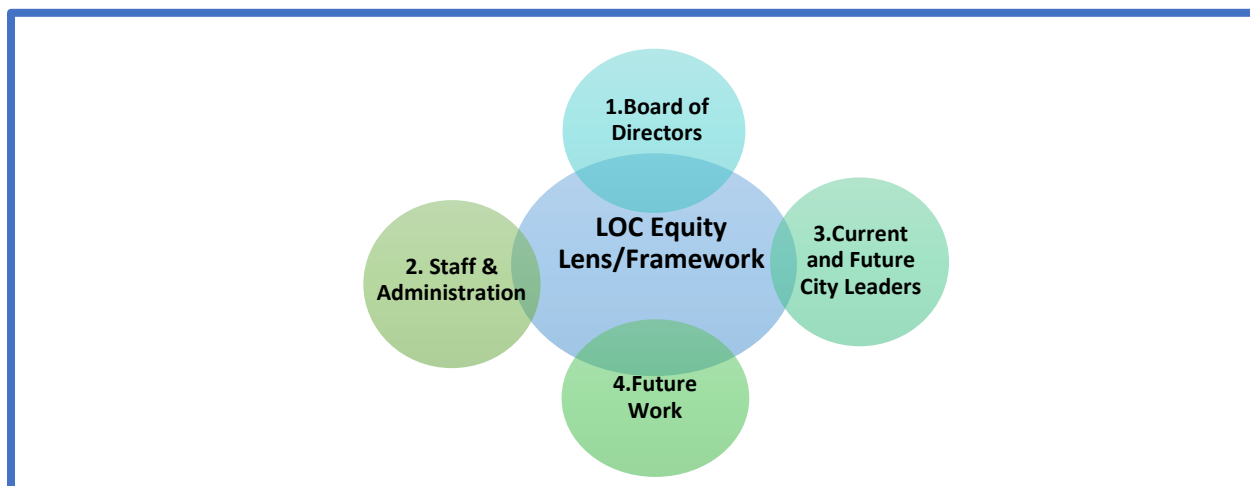 1.Board of
Directors
LOC Equity
Lens/Framework
2. Staff &
Administration
3.Current
and Future
City Leaders
4.Future
Work